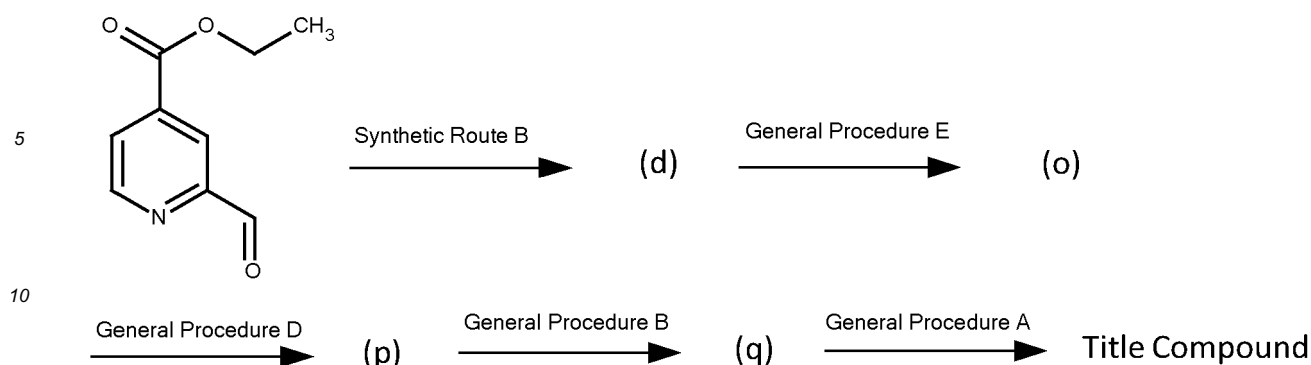 O
O
CH3
5
Synthetic Route B
(d)
General Procedure E
(o)
N
O
10
General Procedure D
(p)
General Procedure B
(q)
General Procedure A
Title Compound